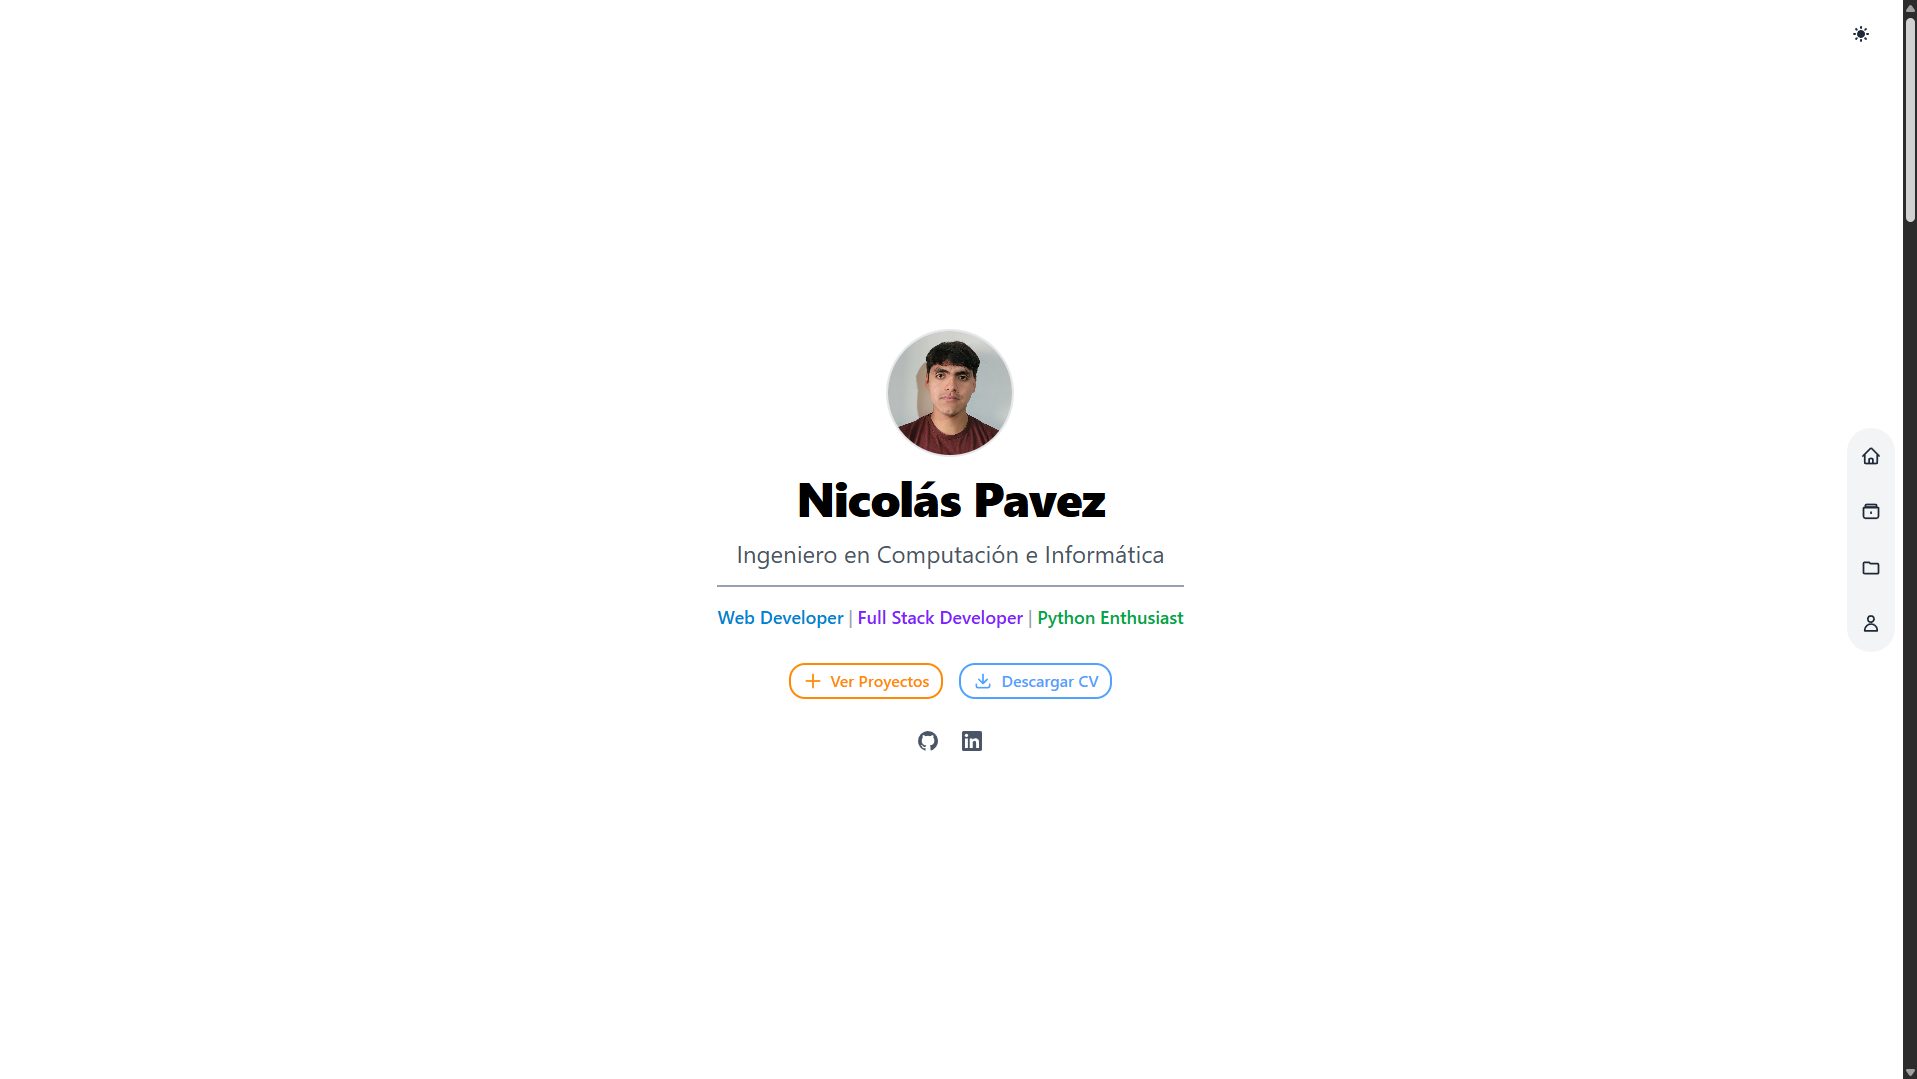 Nicolás Pavez
Ingeniero en Computación e Informática
Web Developer | Full Stack Developer | Python Enthusiast
Ver Proyectos
Descargar CV